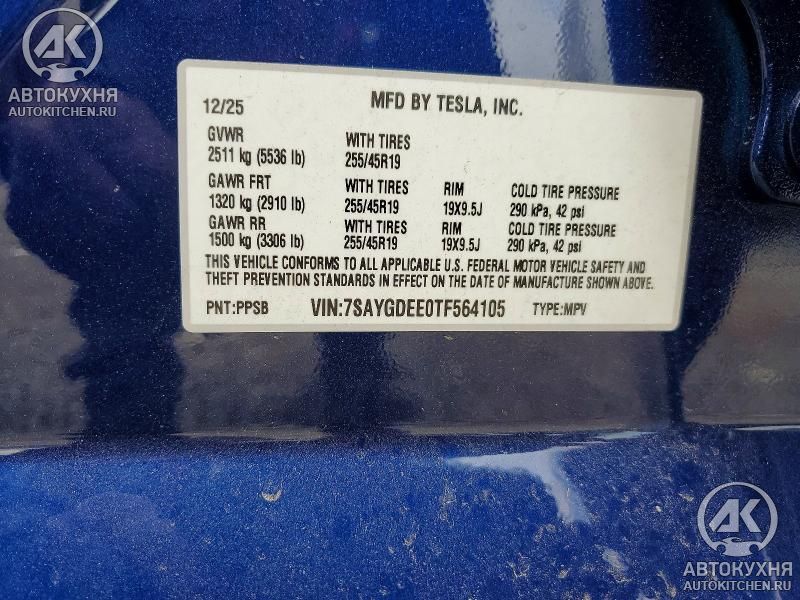 AK
АВТОКУХНЯ
AUTOKITCHEN.RU
12/25 MFD BY TESLA, INC.
GVWR WITH TIRES
2511 kg (5536 lb) 255/45R19
GAWR FRT WITH TIRES RIM COLD TIRE PRESSURE
1320 kg (2910 lb) 255/45R19 19X9.5J 290 kPa, 42 psi
GAWR RR WITH TIRES RIM COLD TIRE PRESSURE
1500 kg (3306 lb) 255/45R19 19X9.5J 290 kPa, 42 psi
THIS VEHICLE CONFORMS TO ALL APPLICABLE U.S. FEDERAL MOTOR VEHICLE SAFETY AND
THEFT PREVENTION STANDARDS IN EFFECT ON THE DATE OF MANUFACTURE SHOWN ABOVE.
PNT:PPSB VIN:7SAYGDEE0TF564105 TYPE:MPV
AK
АВТОКУХНЯ
AUTOKITCHEN.RU